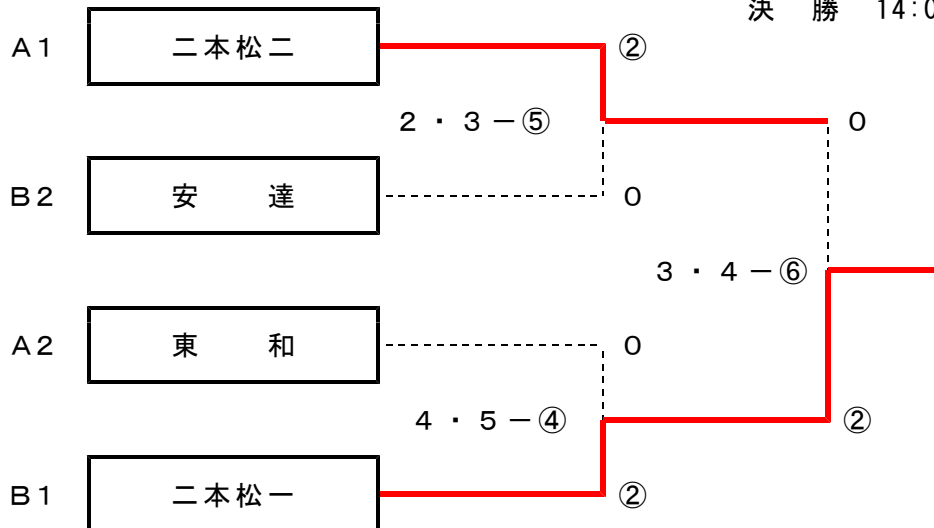 決 勝 14:0
A1 二本松二 ②
2・3－⑤ 0
B2 安 達 0
3・4－⑥
A2 東 和 0
4・5－④ ②
B1 二本松一 ②